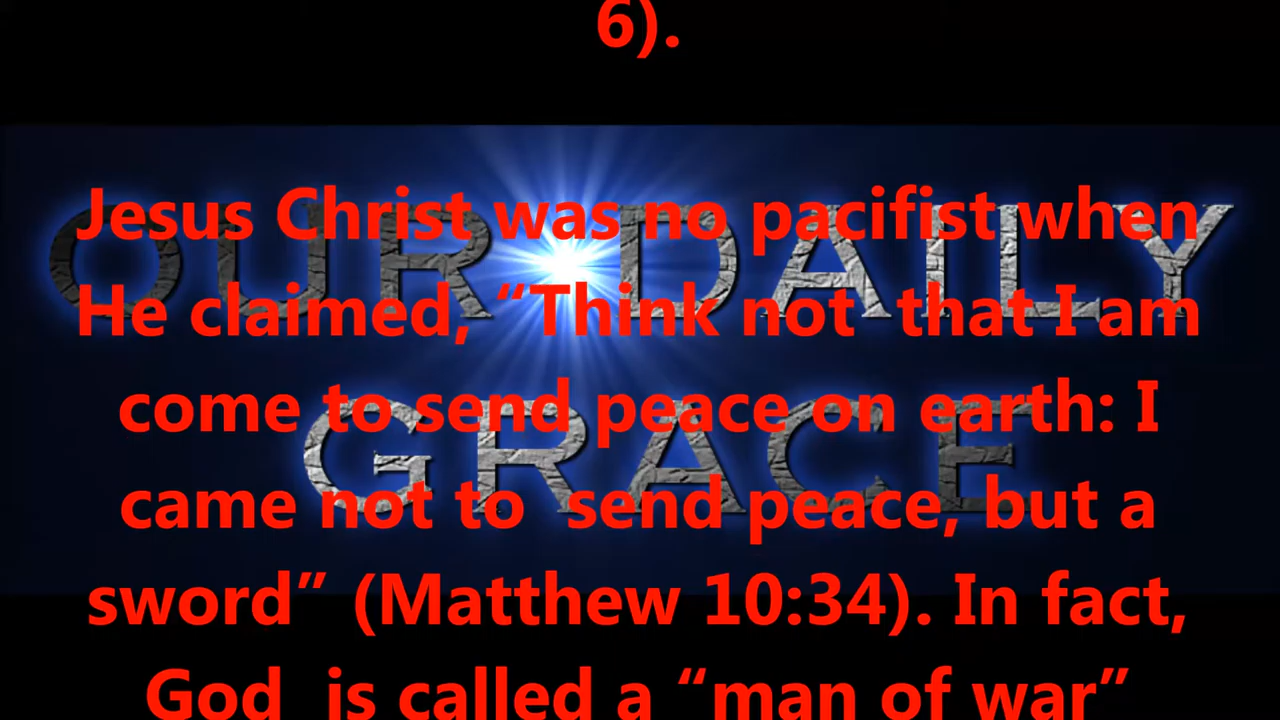 6).
Jesus Christ was no pacifist when
He claimed, “Think not that I am
come to send peace on earth: I
came not to send peace, but a
sword” (Matthew 10:34). In fact,
God is called a “man of war”
OUR DAILY
GRACE